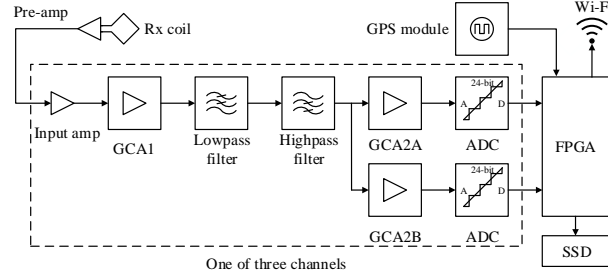 Pre-amp
Rx coil
GPS module
Wi-F
Input amp
GCA1
Lowpass
filter
Highpass
filter
GCA2A
24-bit
A
D
ADC
GCA2B
24-bit
A
D
ADC
FPGA
SSD
One of three channels